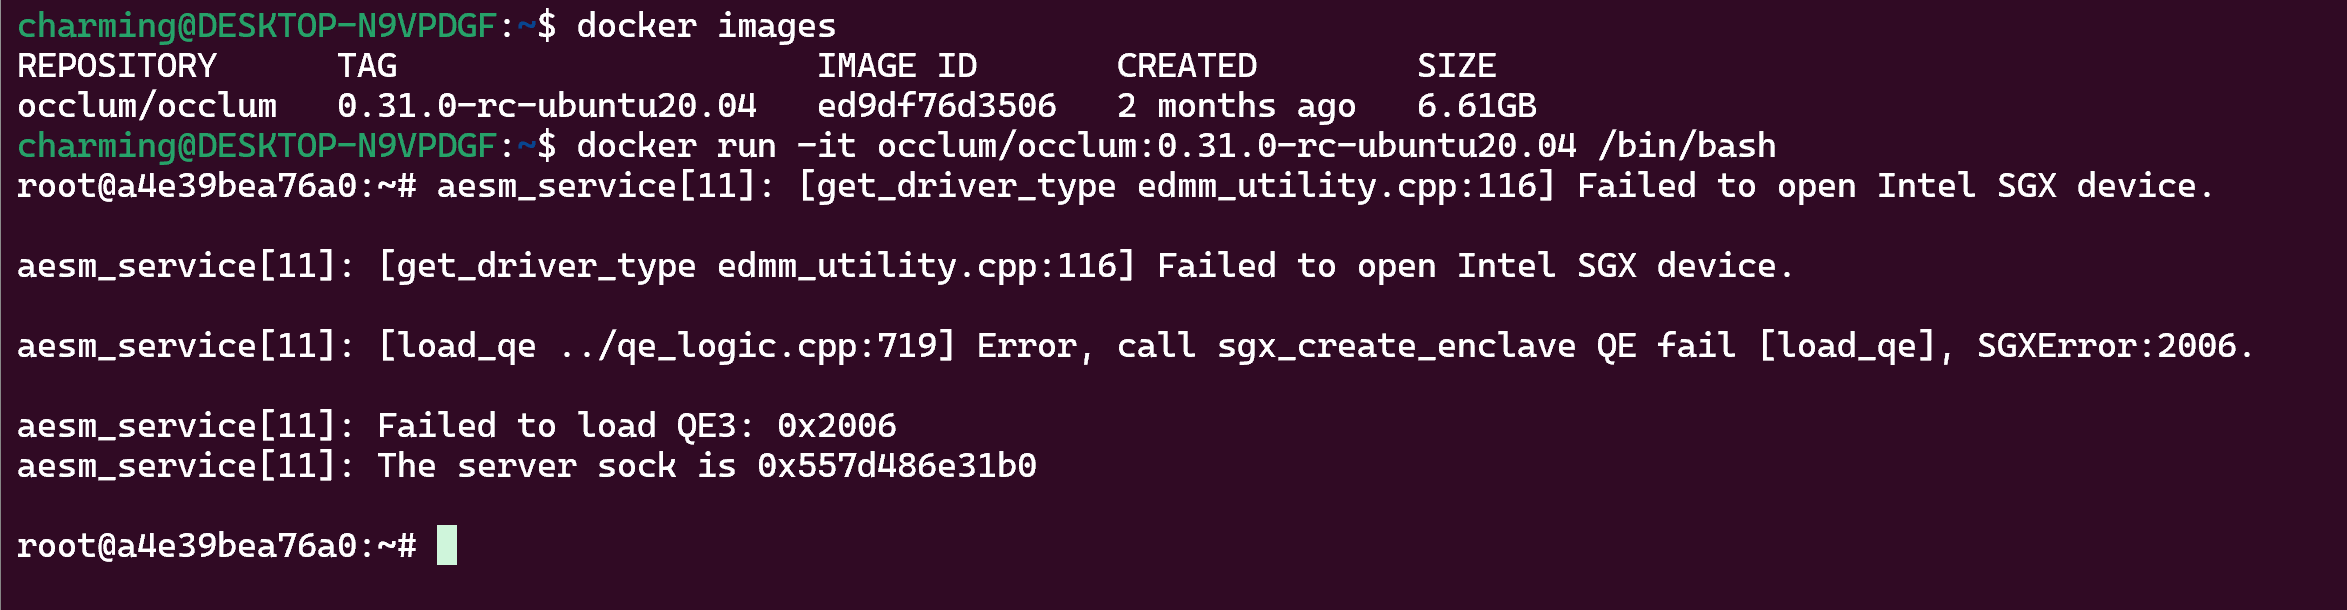 charming@DESKTOP-N9VPDGF:~$ docker images
REPOSITORY      TAG                     IMAGE ID       CREATED        SIZE
occlum/occlum   0.31.0-rc-ubuntu20.04   ed9df76d3506   2 months ago   6.61GB
charming@DESKTOP-N9VPDGF:~$ docker run -it occlum/occlum:0.31.0-rc-ubuntu20.04 /bin/bash
root@a4e39bea76a0:~# aesm_service[11]: [get_driver_type edmm_utility.cpp:116] Failed to open Intel SGX device.
aesm_service[11]: [get_driver_type edmm_utility.cpp:116] Failed to open Intel SGX device.
aesm_service[11]: [load_qe ../qe_logic.cpp:719] Error, call sgx_create_enclave QE fail [load_qe], SGXError:2006.
aesm_service[11]: Failed to load QE3: 0x2006
aesm_service[11]: The server sock is 0x557d486e31b0
root@a4e39bea76a0:~#